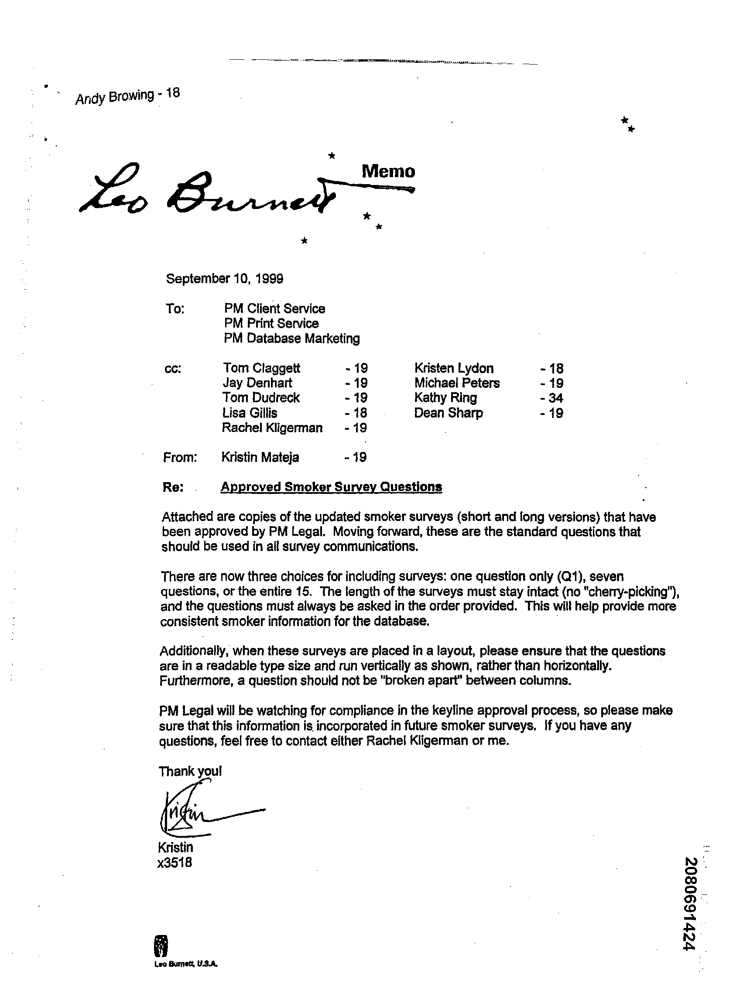 Andy Browing - 18
Leo Burnett
Memo
September 10, 1999
To: PM Client Service
PM Print Service
PM Database Marketing
cc: Tom Claggett - 19 Kristen Lydon - 18
Jay Denhart - 19 Michael Peters - 19
Tom Dudreck - 19 Kathy Ring - 34
Lisa Gillis - 18 Dean Sharp - 19
Rachel Kligerman - 19
From: Kristin Mateja - 19
Re: Approved Smoker Survey Questions
Attached are copies of the updated smoker surveys (short and long versions) that have
been approved by PM Legal. Moving forward, these are the standard questions that
should be used in all survey communications.
There are now three choices for including surveys: one question only (Q1), seven
questions, or the entire 15. The length of the surveys must stay intact (no "cherry-picking"),
and the questions must always be asked in the order provided. This will help provide more
consistent smoker information for the database.
Additionally, when these surveys are placed in a layout, please ensure that the questions
are in a readable type size and run vertically as shown, rather than horizontally.
Furthermore, a question should not be "broken apart" between columns.
PM Legal will be watching for compliance in the keyline approval process, so please make
sure that this information is incorporated in future smoker surveys. If you have any
questions, feel free to contact either Rachel Kligerman or me.
Thank you!
Kristin
Kristin
x3518
2080691424
Leo Burnett, U.S.A.